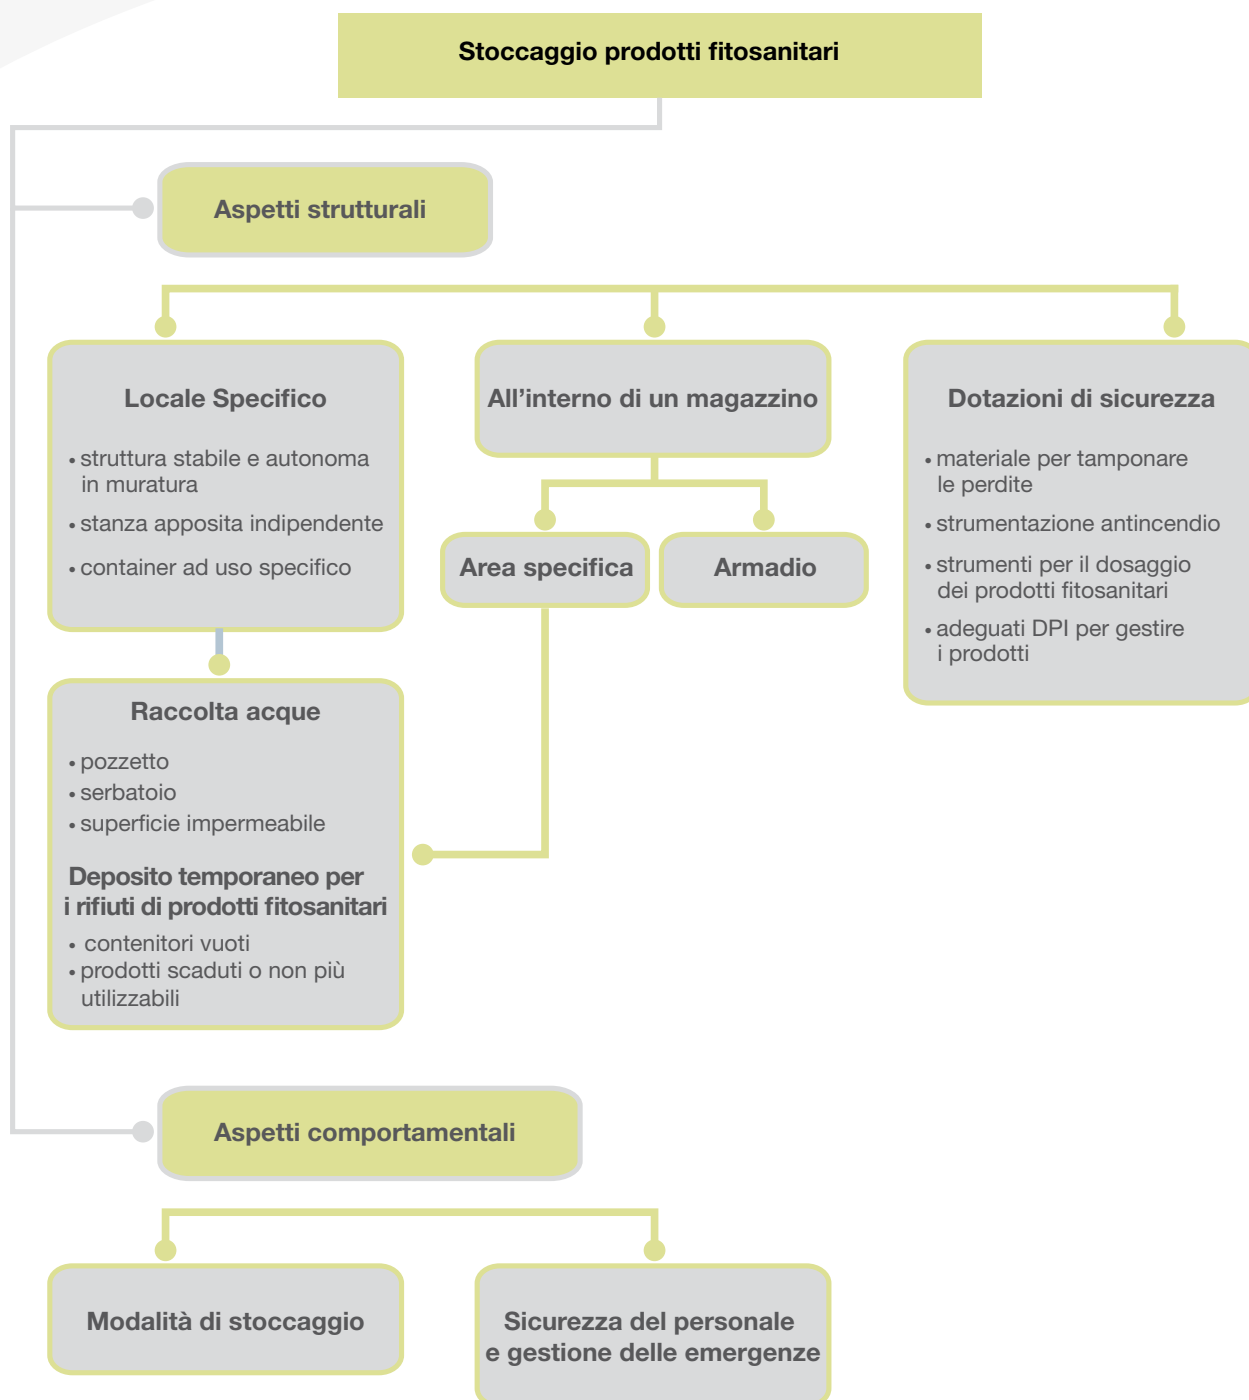 Stoccaggio prodotti fitosanitari
Aspetti strutturali
Locale Specifico
• struttura stabile e autonoma
in muratura
• stanza apposita indipendente
• container ad uso specifico
All’interno di un magazzino
Area specifica
Armadio
Dotazioni di sicurezza
• materiale per tamponare
le perdite
• strumentazione antincendio
• strumenti per il dosaggio
dei prodotti fitosanitari
• adeguati DPI per gestire
i prodotti
Raccolta acque
• pozzetto
• serbatoio
• superficie impermeabile
Deposito temporaneo per
i rifiuti di prodotti fitosanitari
• contenitori vuoti
• prodotti scaduti o non più
utilizzabili
Aspetti comportamentali
Modalità di stoccaggio
Sicurezza del personale
e gestione delle emergenze